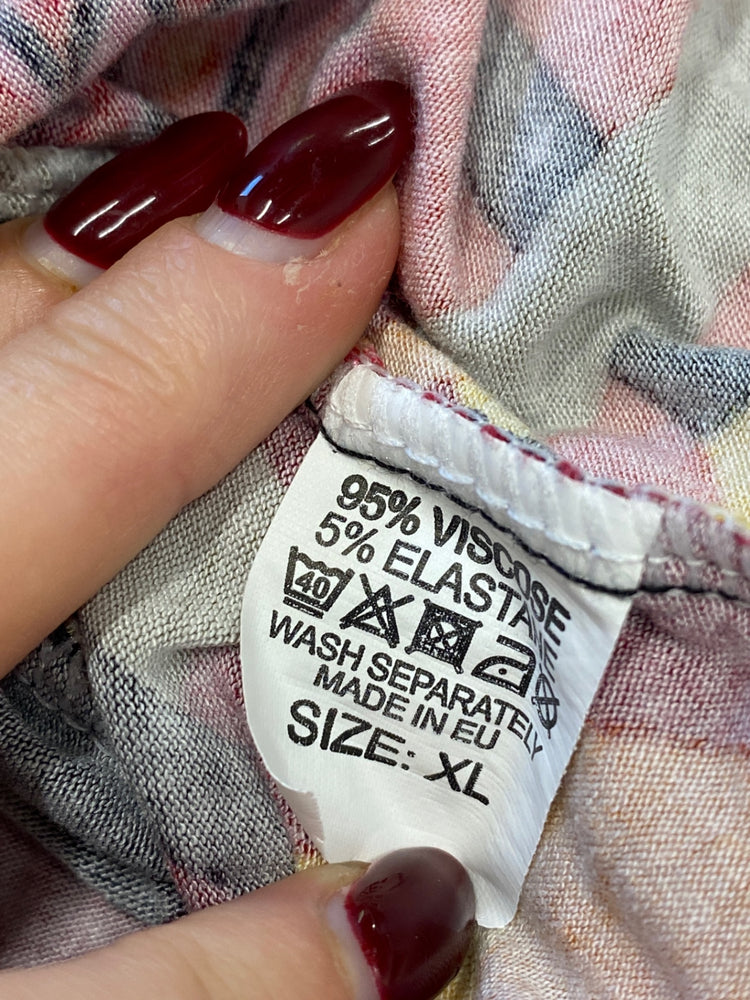 95% VISCOSE
5% ELASTANE
40
WASH SEPARATELY
MADE IN EU
SIZE: XL